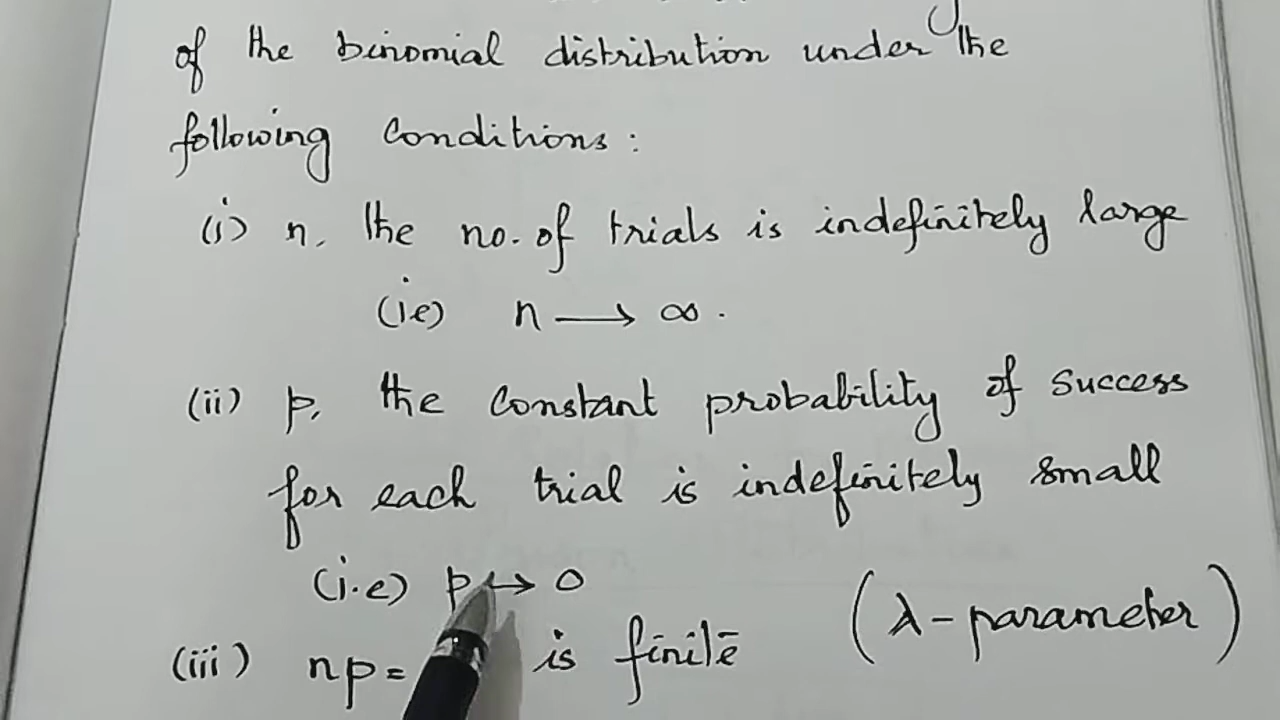 of the binomial distribution under the
following Conditions :
(i) n, the no. of trials is indefinitely large
(ie) n → ∞.
(ii) p, the constant probability of success
for each trial is indefinitely small
(i.e) p → 0
(iii) np = is finite (λ - parameter)